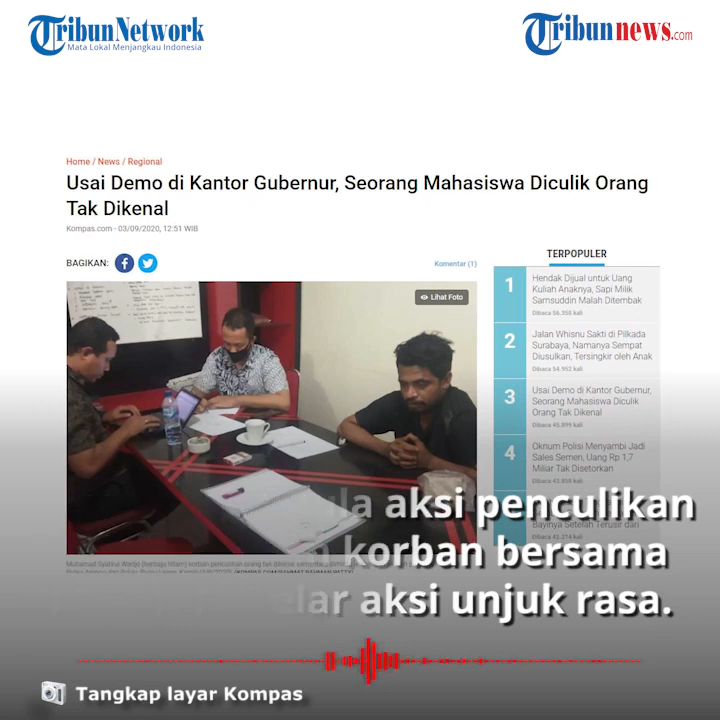 TribunNetwork
Mata Lokal Menjangkau Indonesia
Tribunnews.com
Home / News / Regional
Usai Demo di Kantor Gubernur, Seorang Mahasiswa Diculik Orang
Tak Dikenal
Kompas.com - 03/09/2020, 12:51 WIB
BAGIKAN:
Komentar (1)
Lihat Foto
TERPOPULER
1
Hendak Dijual untuk Uang
Kuliah Anaknya, Sapi Milik
Samsuddin Malah Ditembak
Dibaca 56.358 kali
2
Jalan Whisnu Sakti di Pilkada
Surabaya, Namanya Sempat
Diusulkan, Tersingkir oleh Anak
Dibaca 54.952 kali
3
Usai Demo di Kantor Gubernur,
Seorang Mahasiswa Diculik
Orang Tak Dikenal
Dibaca 46.899 kali
4
Oknum Polisi Menyambi Jadi
Sales Semen, Uang Rp 1,7
Miliar Tak Disetorkan
Bayinya Setelah Terusir dari
Dibaca 42.214 kali
aksi penculikan
korban bersama
aksi unjuk rasa.
Tangkap layar Kompas